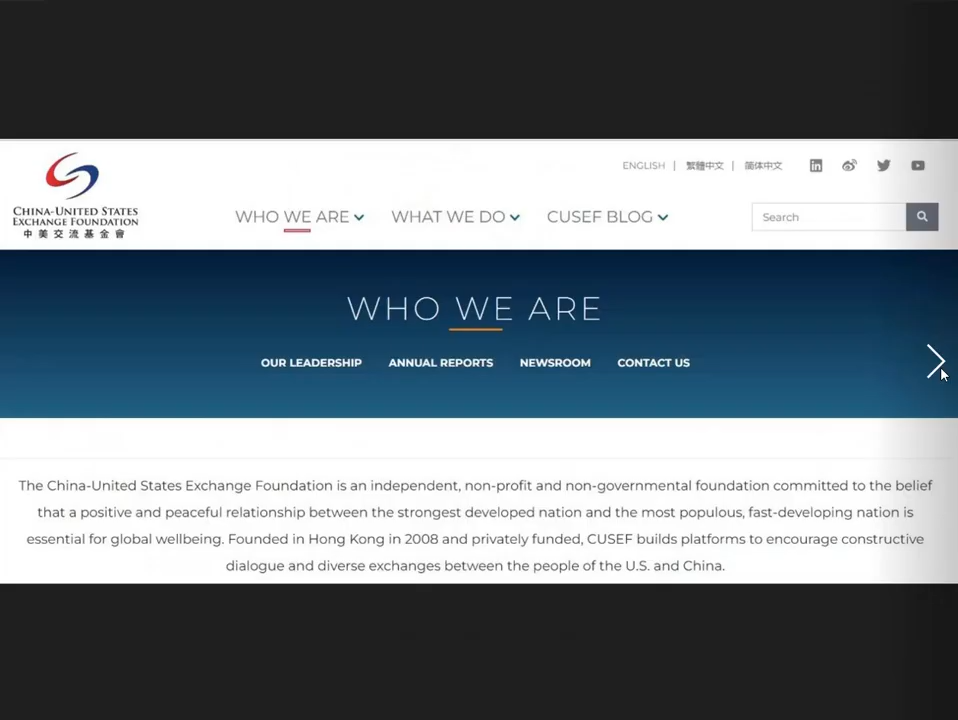 ENGLISH | 繁體中文 | 简体中文
CHINA-UNITED STATES
EXCHANGE FOUNDATION
中美交流基金會
WHO WE ARE WHAT WE DO CUSEF BLOG Search
WHO WE ARE
OUR LEADERSHIP ANNUAL REPORTS NEWSROOM CONTACT US
The China-United States Exchange Foundation is an independent, non-profit and non-governmental foundation committed to the belief
that a positive and peaceful relationship between the strongest developed nation and the most populous, fast-developing nation is
essential for global wellbeing. Founded in Hong Kong in 2008 and privately funded, CUSEF builds platforms to encourage constructive
dialogue and diverse exchanges between the people of the U.S. and China.